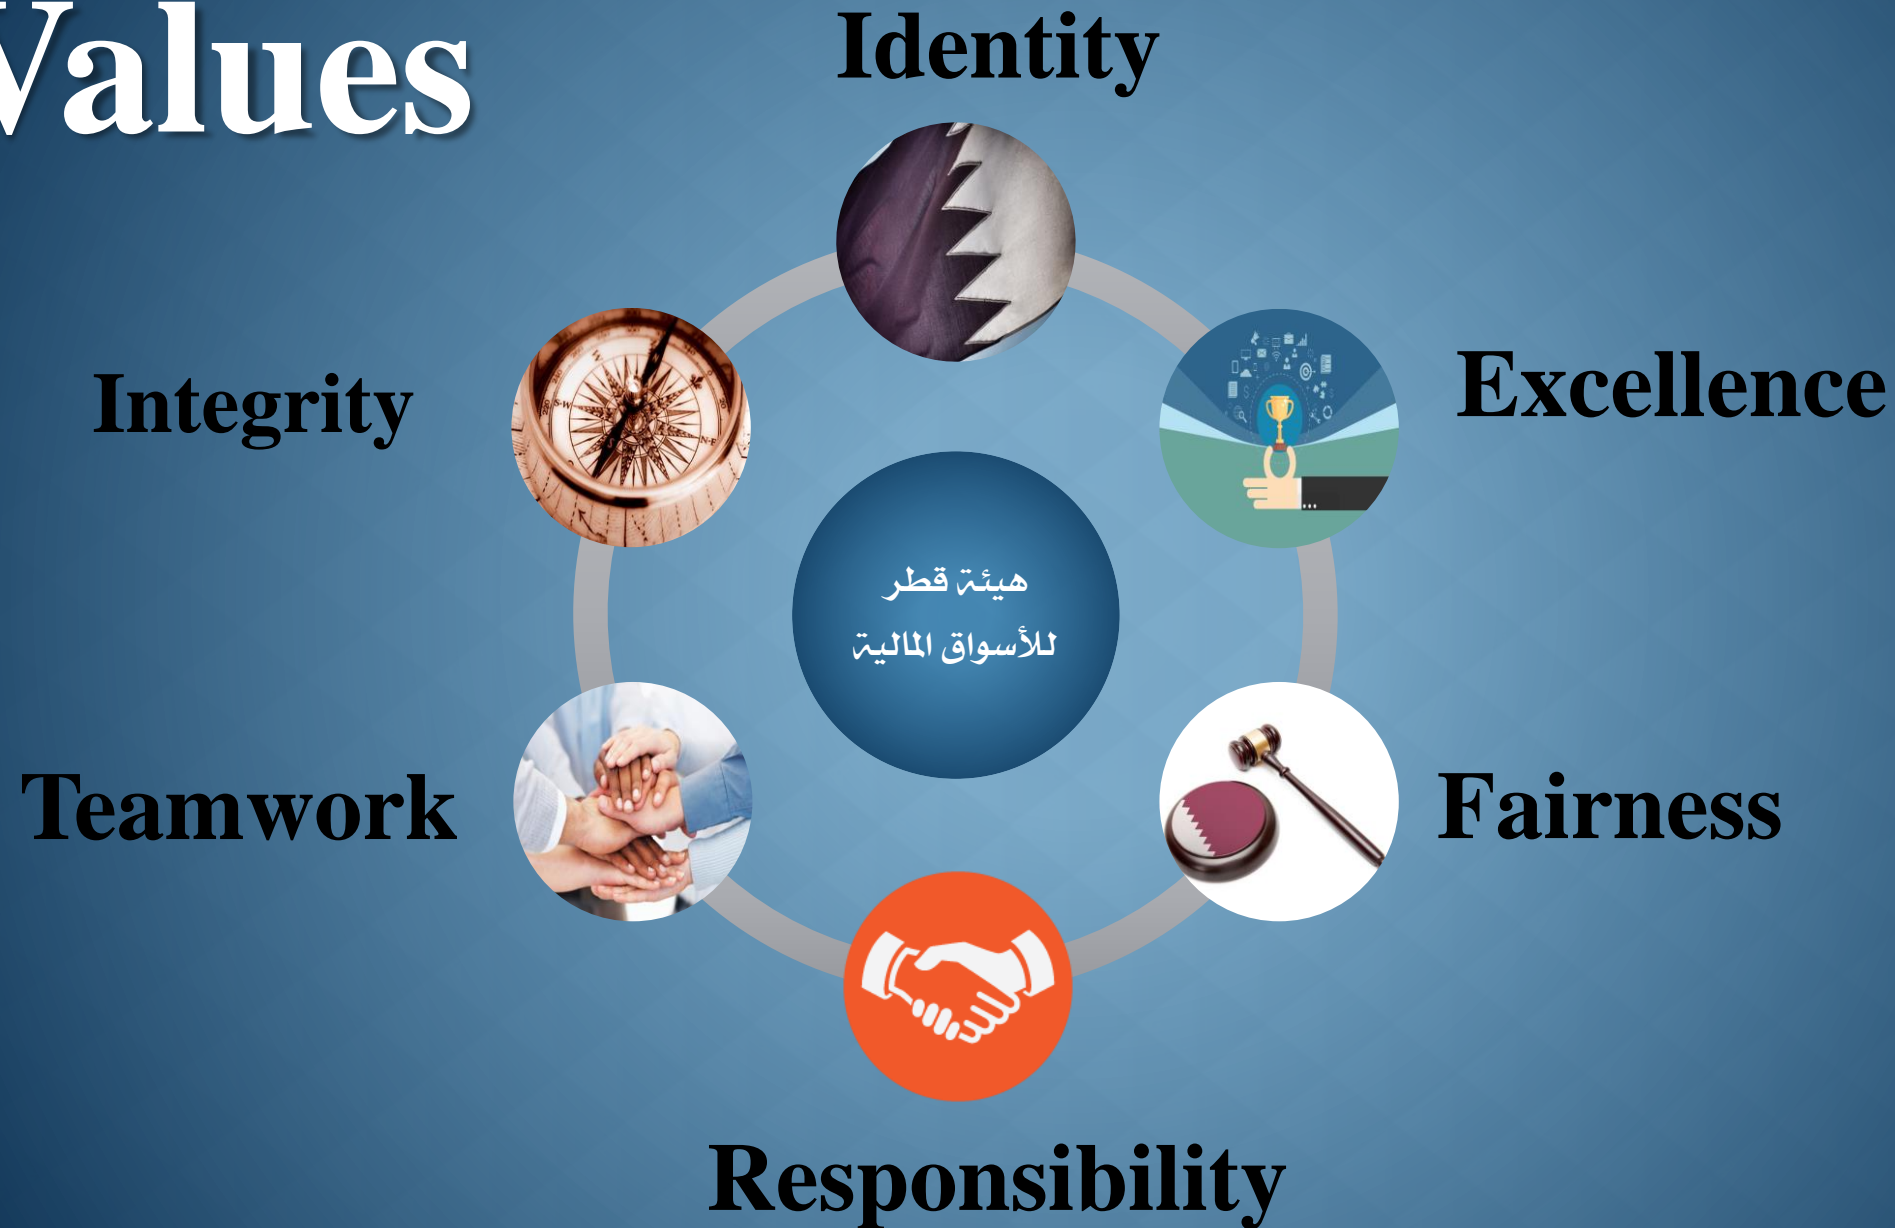 Values
Identity
Integrity
Excellence
هيئة قطر
للأسواق المالية
Teamwork
Fairness
Responsibility